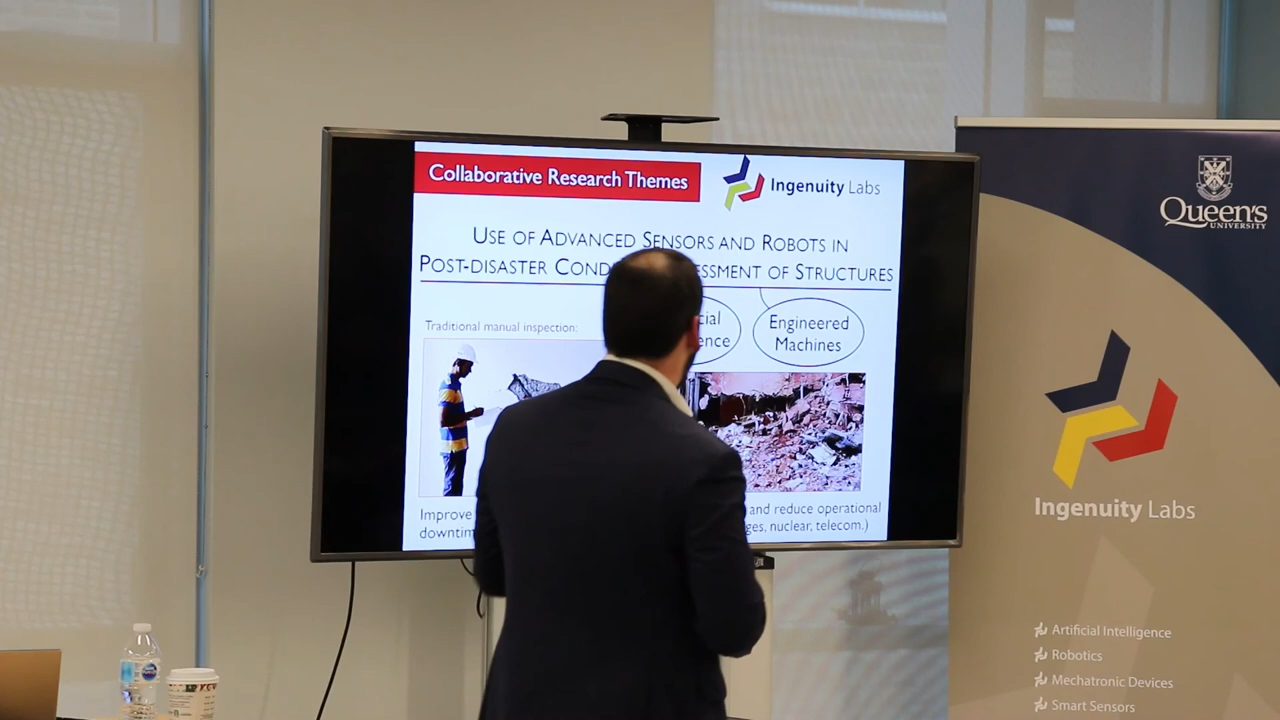 Collaborative Research Themes
Ingenuity Labs
USE OF ADVANCED SENSORS AND ROBOTS IN
POST-DISASTER COND SSMENT OF STRUCTURES
Traditional manual inspection:
cial
ence
Engineered
Machines
Improve and reduce operational
downtim ges, nuclear, telecom.)
Queen's
UNIVERSITY
Ingenuity Labs
Artificial Intelligence
Robotics
Mechatronic Devices
Smart Sensors